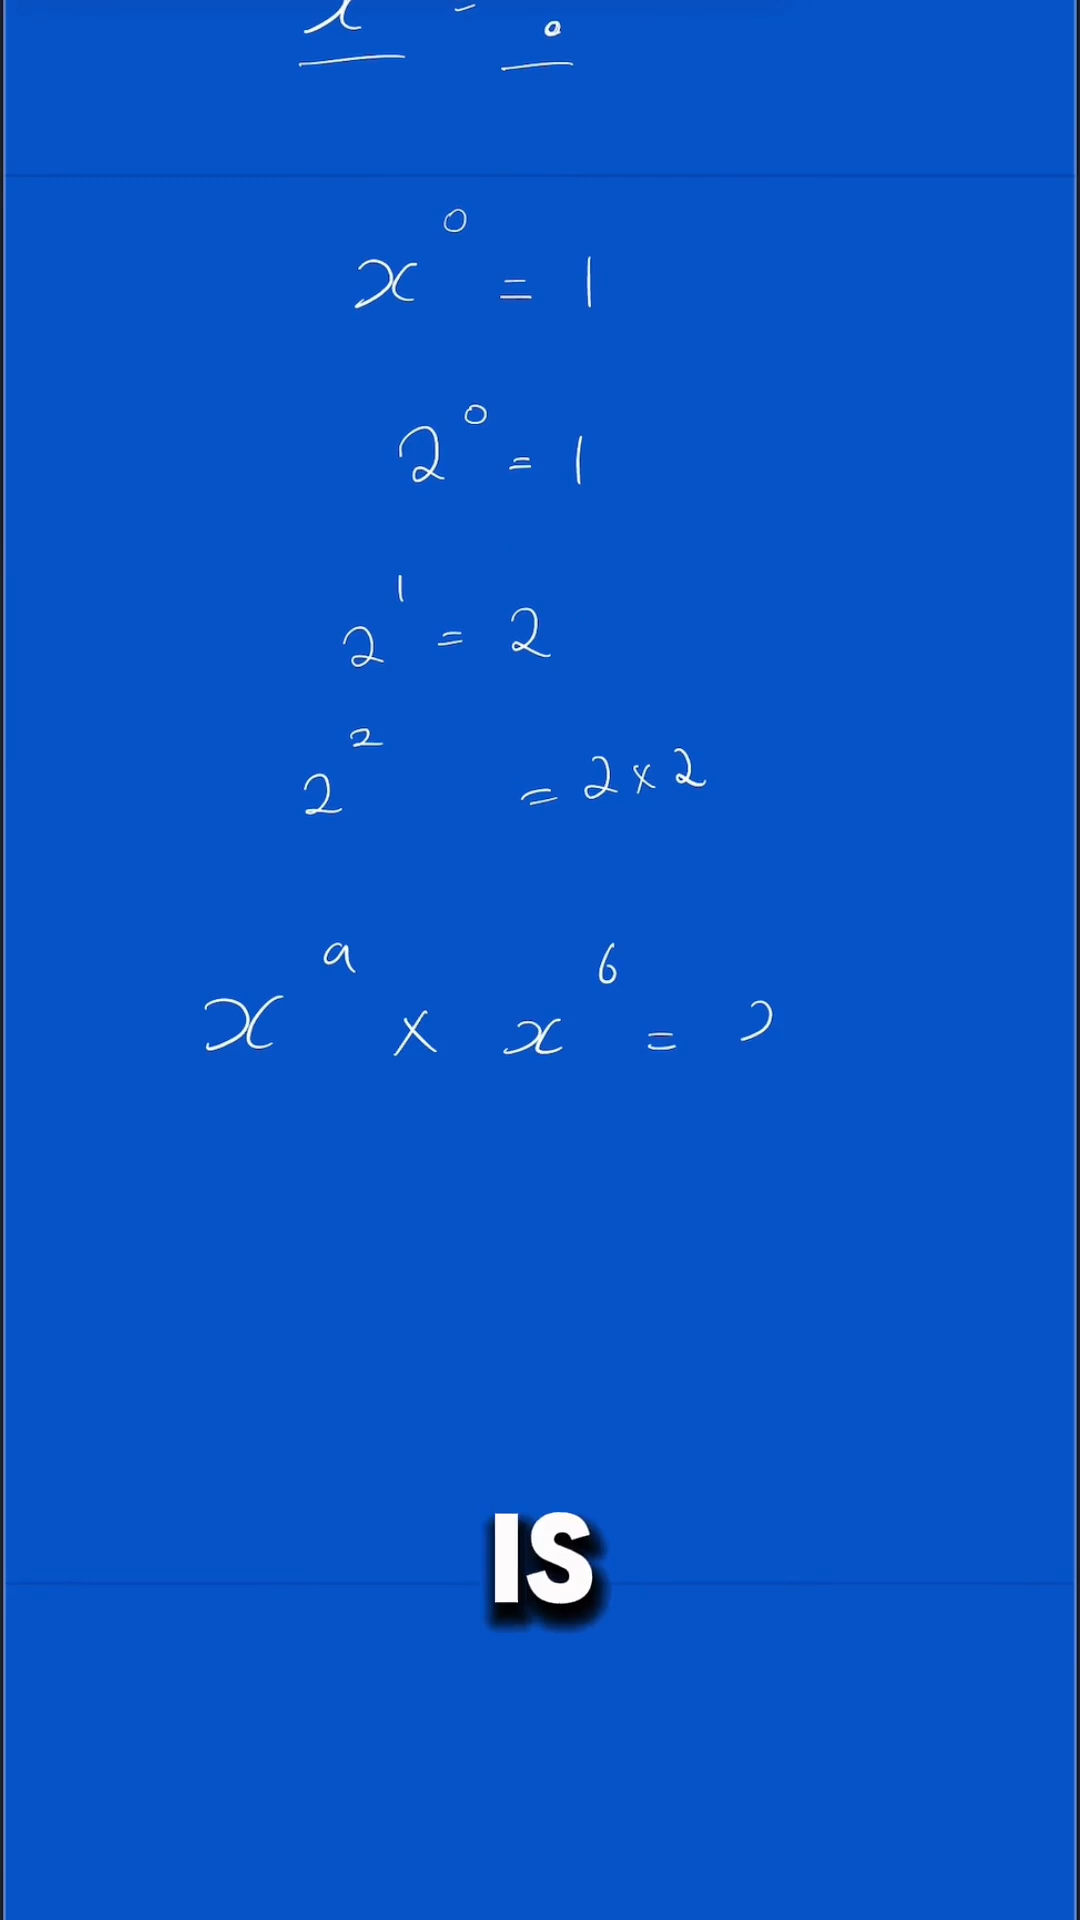 x⁰ = 1
2⁰ = 1
2¹ = 2
2² = 2 × 2
xᵃ × x⁶ =
IS